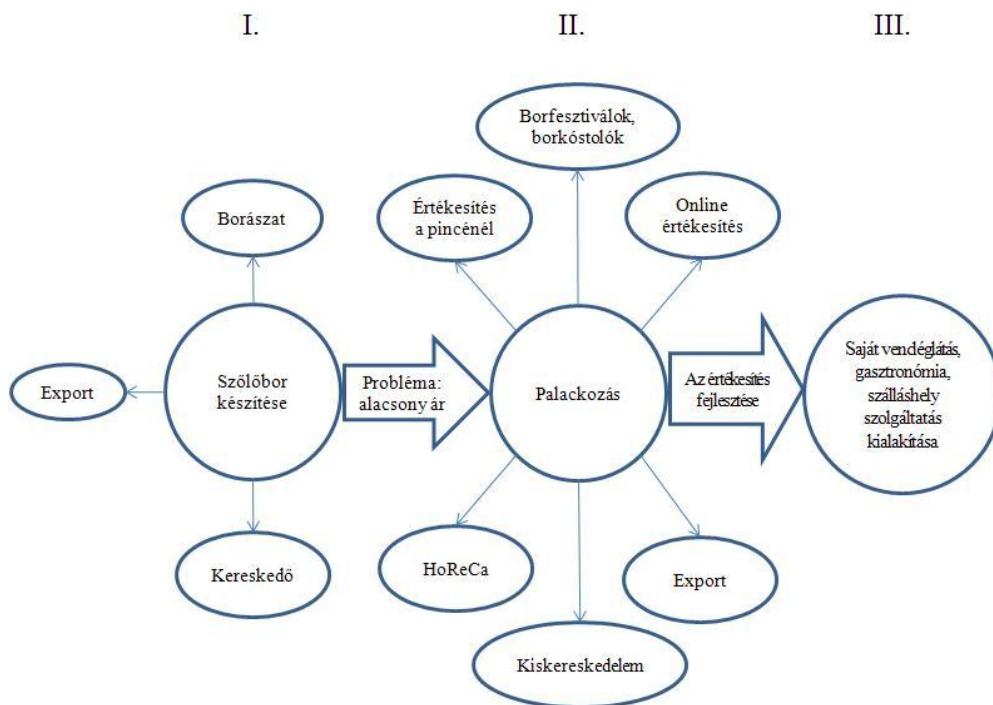 I.
II.
III.
Borfesztiválok,
borkóstolók
Borászat
Értékesítés
a pincénél
Online
értékesítés
Export
Szőlőbor
készítése
Probléma:
alacsony ár
Palackozás
Az értékesítés
fejlesztése
Saját vendéglátás,
gasztronómia,
szálláshely
szolgáltatás
kialakítása
Kereskedő
HoReCa
Export
Kiskereskedelem